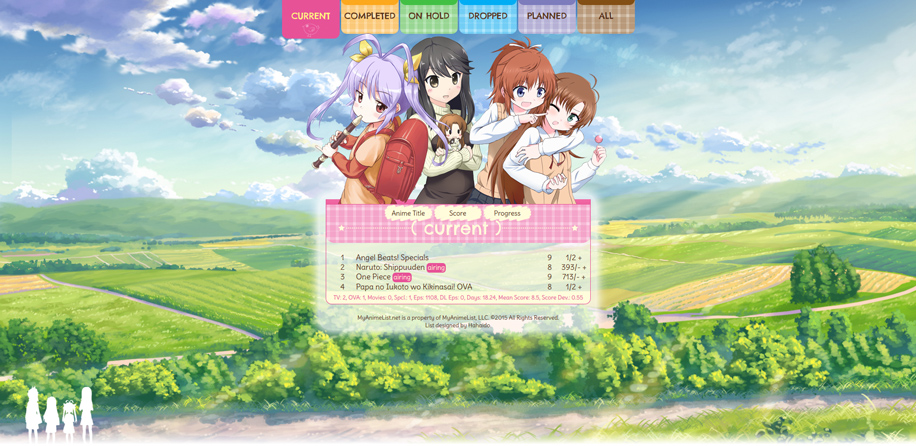 CURRENT COMPLETED ON HOLD DROPPED PLANNED ALL
Anime Title Score Progress
( current )
1 Angel Beats! Specials 9 1/2 +
2 Naruto: Shippuuden airing 8 393/- +
3 One Piece airing 9 713/- +
4 Papa no Iukoto wo Kikinasai! OVA 8 1/2 +
TV: 2, OVA: 1, Movies: 0, Spcl.: 1, Eps: 1108, DL Eps: 0, Days: 18.24, Mean Score: 8.5, Score Dev.: 0.55
MyAnimeList.net is a property of MyAnimeList, LLC. ©2015 All Rights Reserved.
List designed by Hahaido.